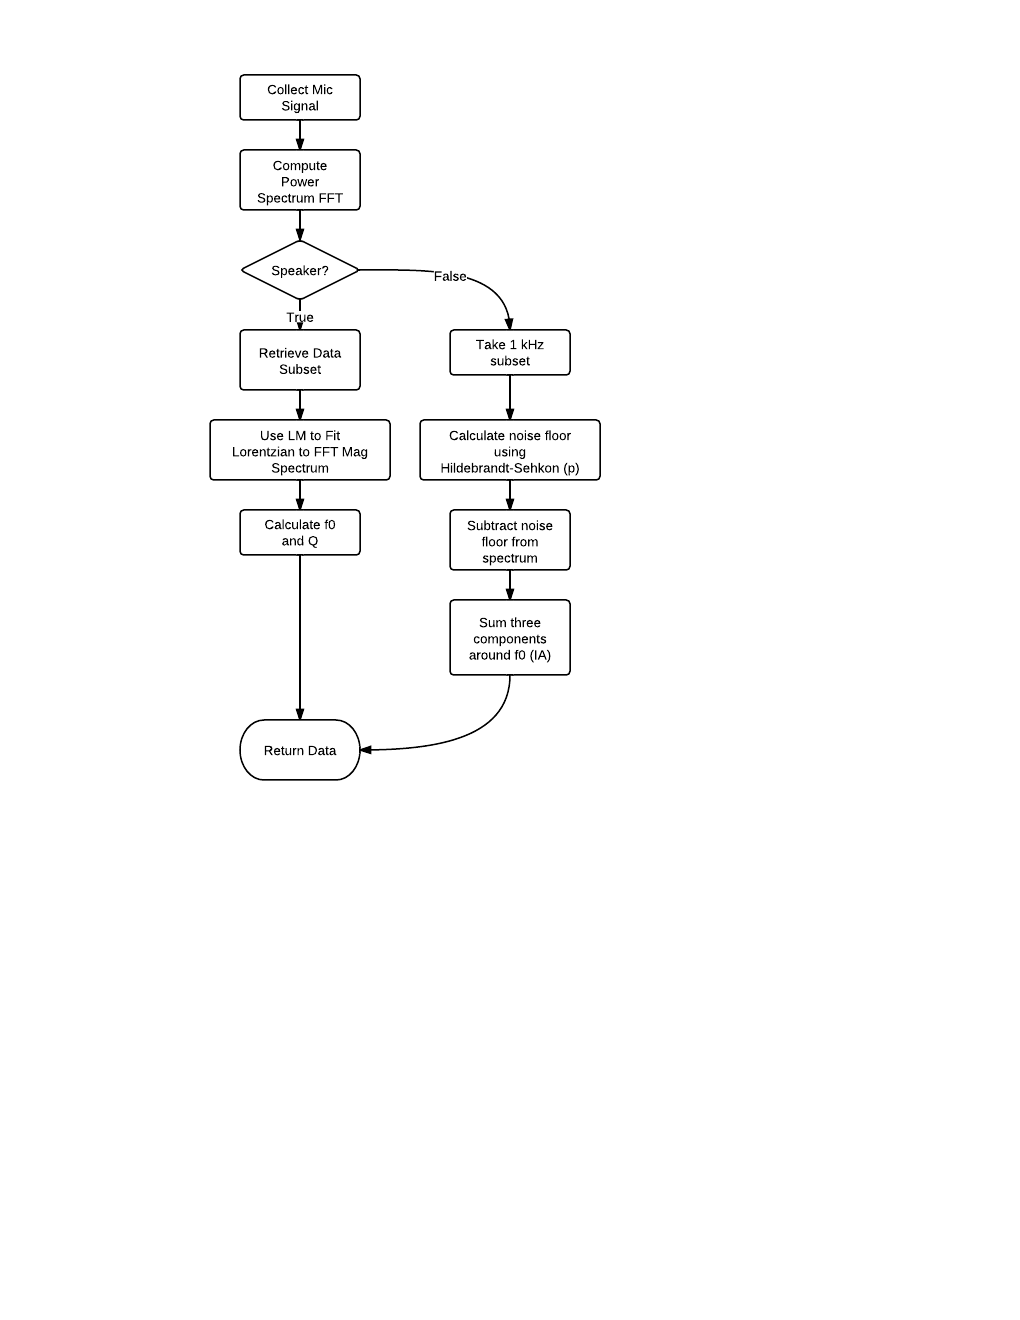 Collect Mic
Signal
Compute
Power
Spectrum FFT
Speaker?
False
True
Retrieve Data
Subset
Take 1 kHz
subset
Use LM to Fit
Lorentzian to FFT Mag
Spectrum
Calculate noise floor
using
Hildebrandt-Sehkon (p)
Calculate f0
and Q
Subtract noise
floor from
spectrum
Sum three
components
around f0 (IA)
Return Data